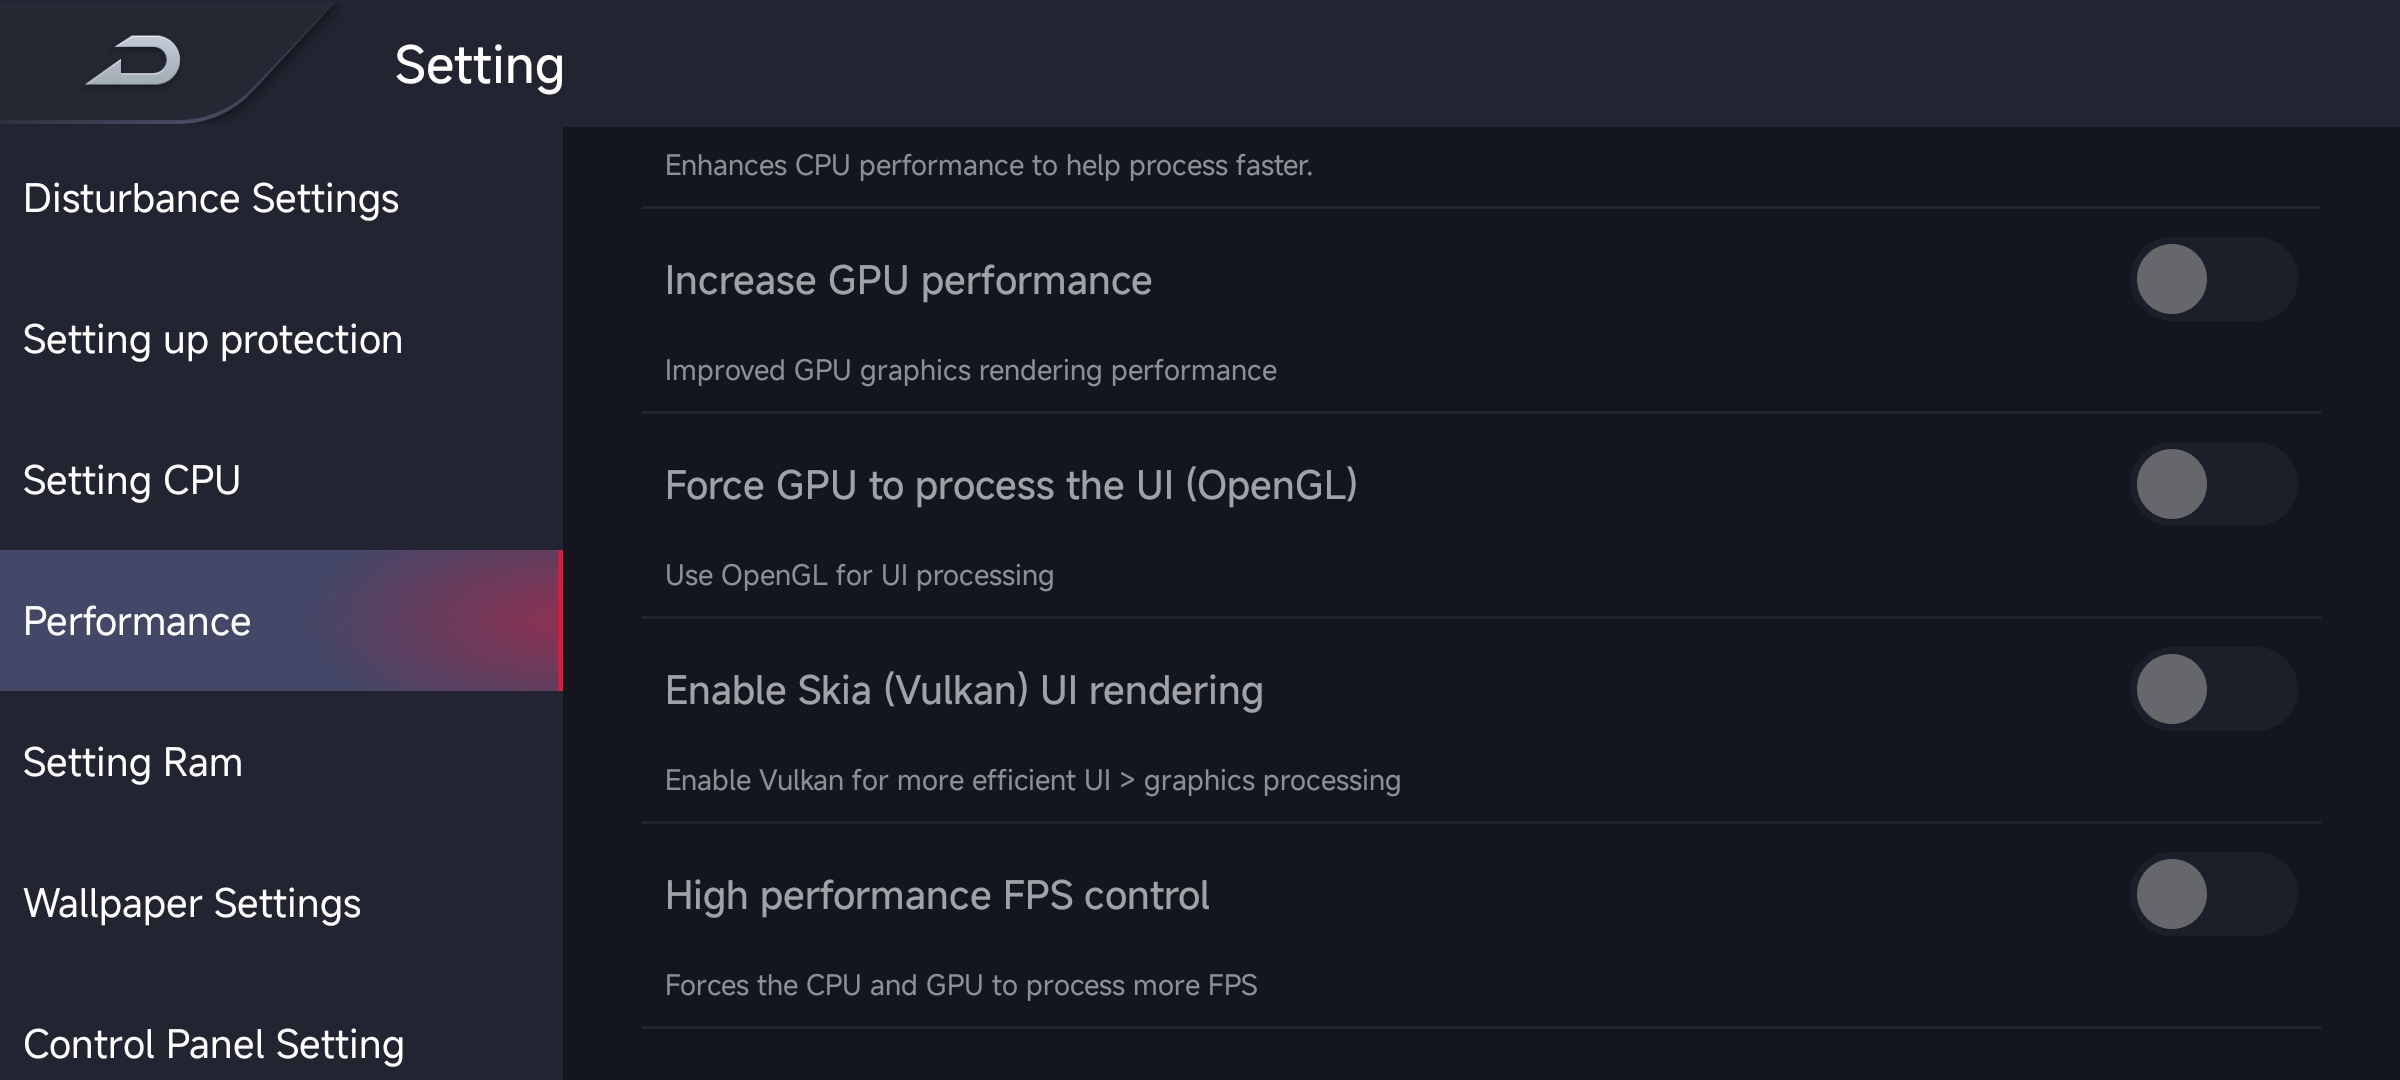 Setting
Disturbance Settings
Setting up protection
Setting CPU
Performance
Setting Ram
Wallpaper Settings
Control Panel Setting
Enhances CPU performance to help process faster.
Increase GPU performance
Improved GPU graphics rendering performance
Force GPU to process the UI (OpenGL)
Use OpenGL for UI processing
Enable Skia (Vulkan) UI rendering
Enable Vulkan for more efficient UI > graphics processing
High performance FPS control
Forces the CPU and GPU to process more FPS